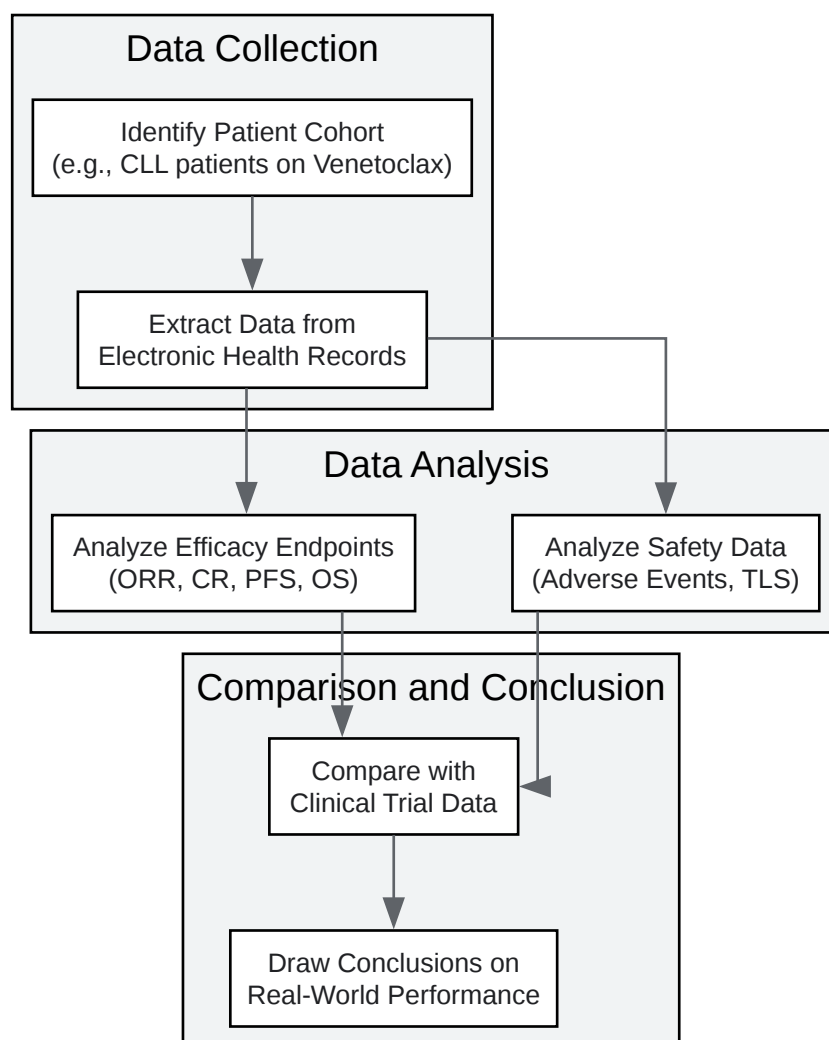 Data Collection
Identify Patient Cohort
(e.g., CLL patients on Venetoclax)
Extract Data from
Electronic Health Records
Data Analysis
Analyze Efficacy Endpoints
(ORR, CR, PFS, OS)
Analyze Safety Data
(Adverse Events, TLS)
Comparison and Conclusion
Compare with
Clinical Trial Data
Draw Conclusions on
Real-World Performance